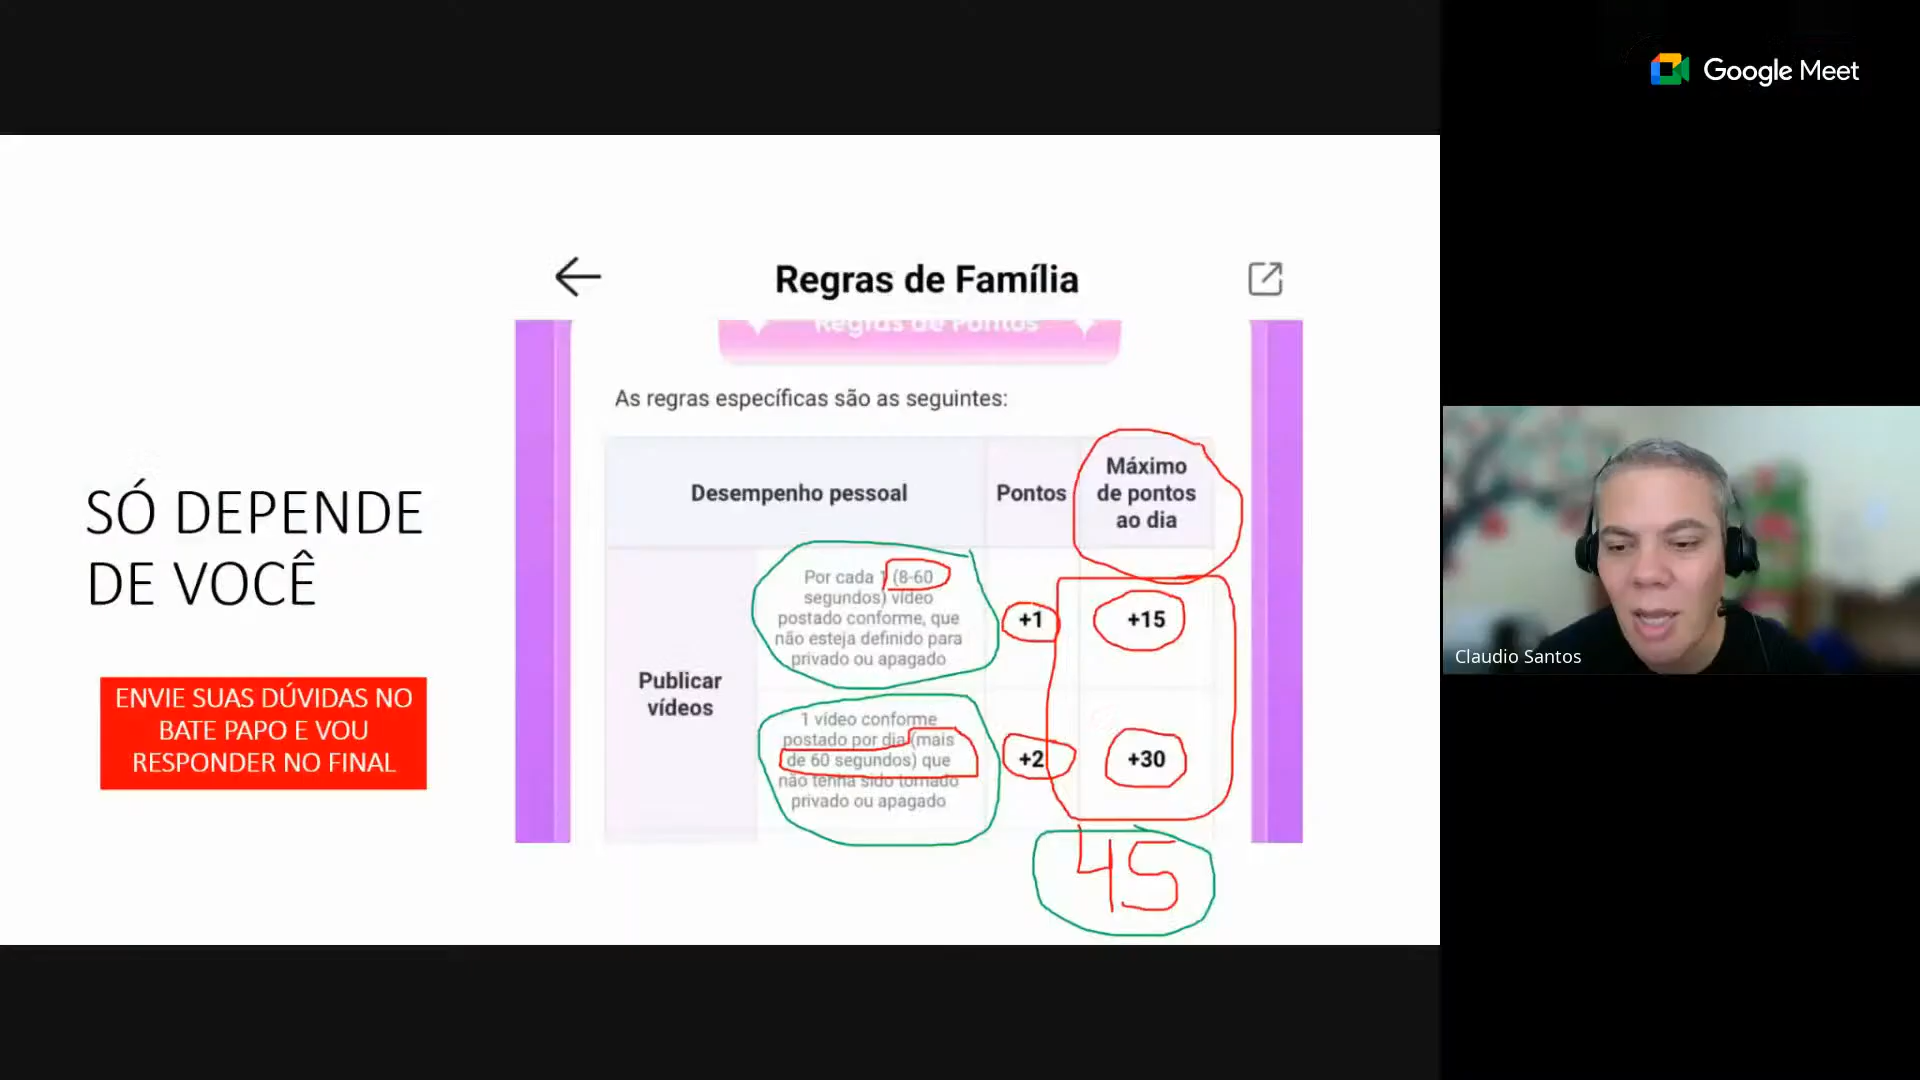 Google Meet
Regras de Família
Regras de Pontos
As regras específicas são as seguintes:
Desempenho pessoal
Pontos
Máximo
de pontos
ao dia
Publicar
vídeos
Por cada 1 (8-60
segundos) vídeo
postado conforme, que
não esteja definido para
privado ou apagado
+1
+15
1 vídeo conforme
postado por dia (mais
de 60 segundos) que
não tenha sido tornado
privado ou apagado
+2
+30
45
SÓ DEPENDE
DE VOCÊ
ENVIE SUAS DÚVIDAS NO
BATE PAPO E VOU
RESPONDER NO FINAL
Claudio Santos